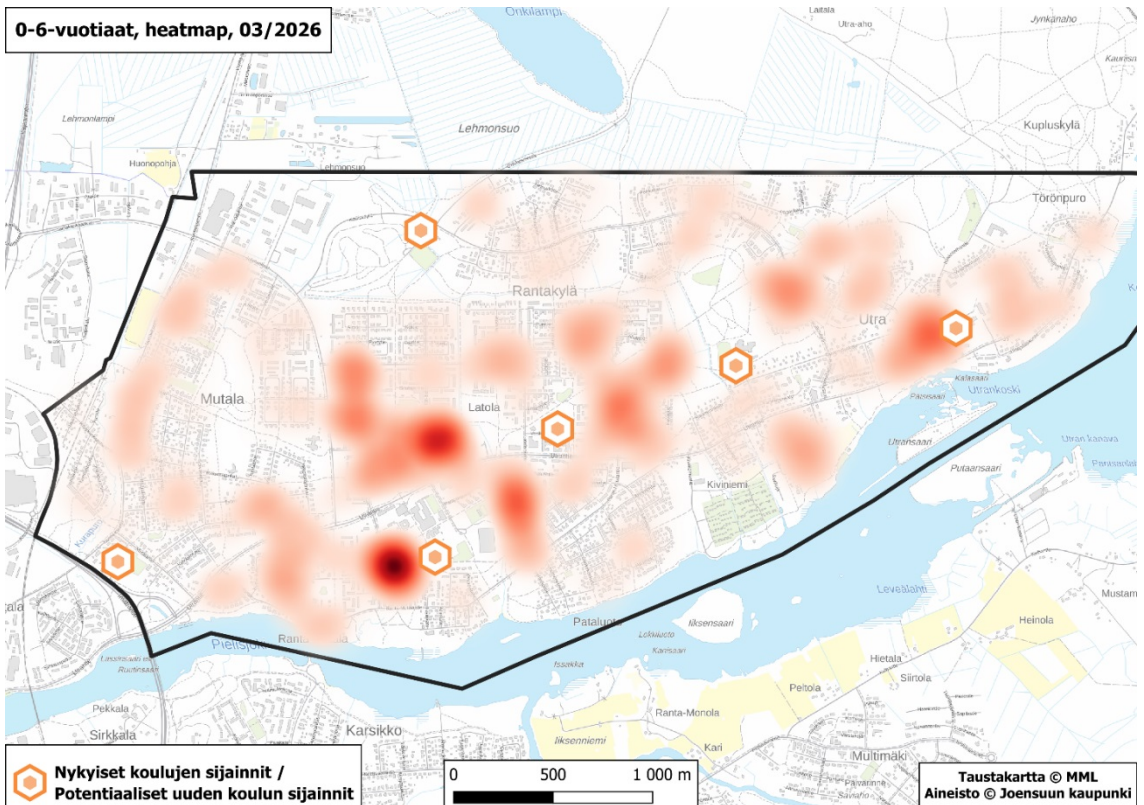 0-6-vuotiaat, heatmap, 03/2026
Onkilampi
Laitala
Utra-aho
Jynkänaho
Lehmonlampi
Lehmonsuo
Kupluskylä
Huonopohja
Lehmonsuo
Törönpuro
Rantakylä
Utra
Mutala
Latola
Kalasaari
Utrankoski
Utransaari
Utran kanava
Putaansaari
Kiviniemi
Leveälahti
Pataluoto
Iiksensaari
Pielisjoki
Heinola
Hietala
Siirtola
Peltola
Pekkala
Sirkkala
Karsikko
Ranta-Monola
Iiksenniemi
Kari
Multimäki
Nykyiset koulujen sijainnit /
Potentiaaliset uuden koulun sijainnit
0 500 1 000 m
Taustakartta © MML
Aineisto © Joensuun kaupunki